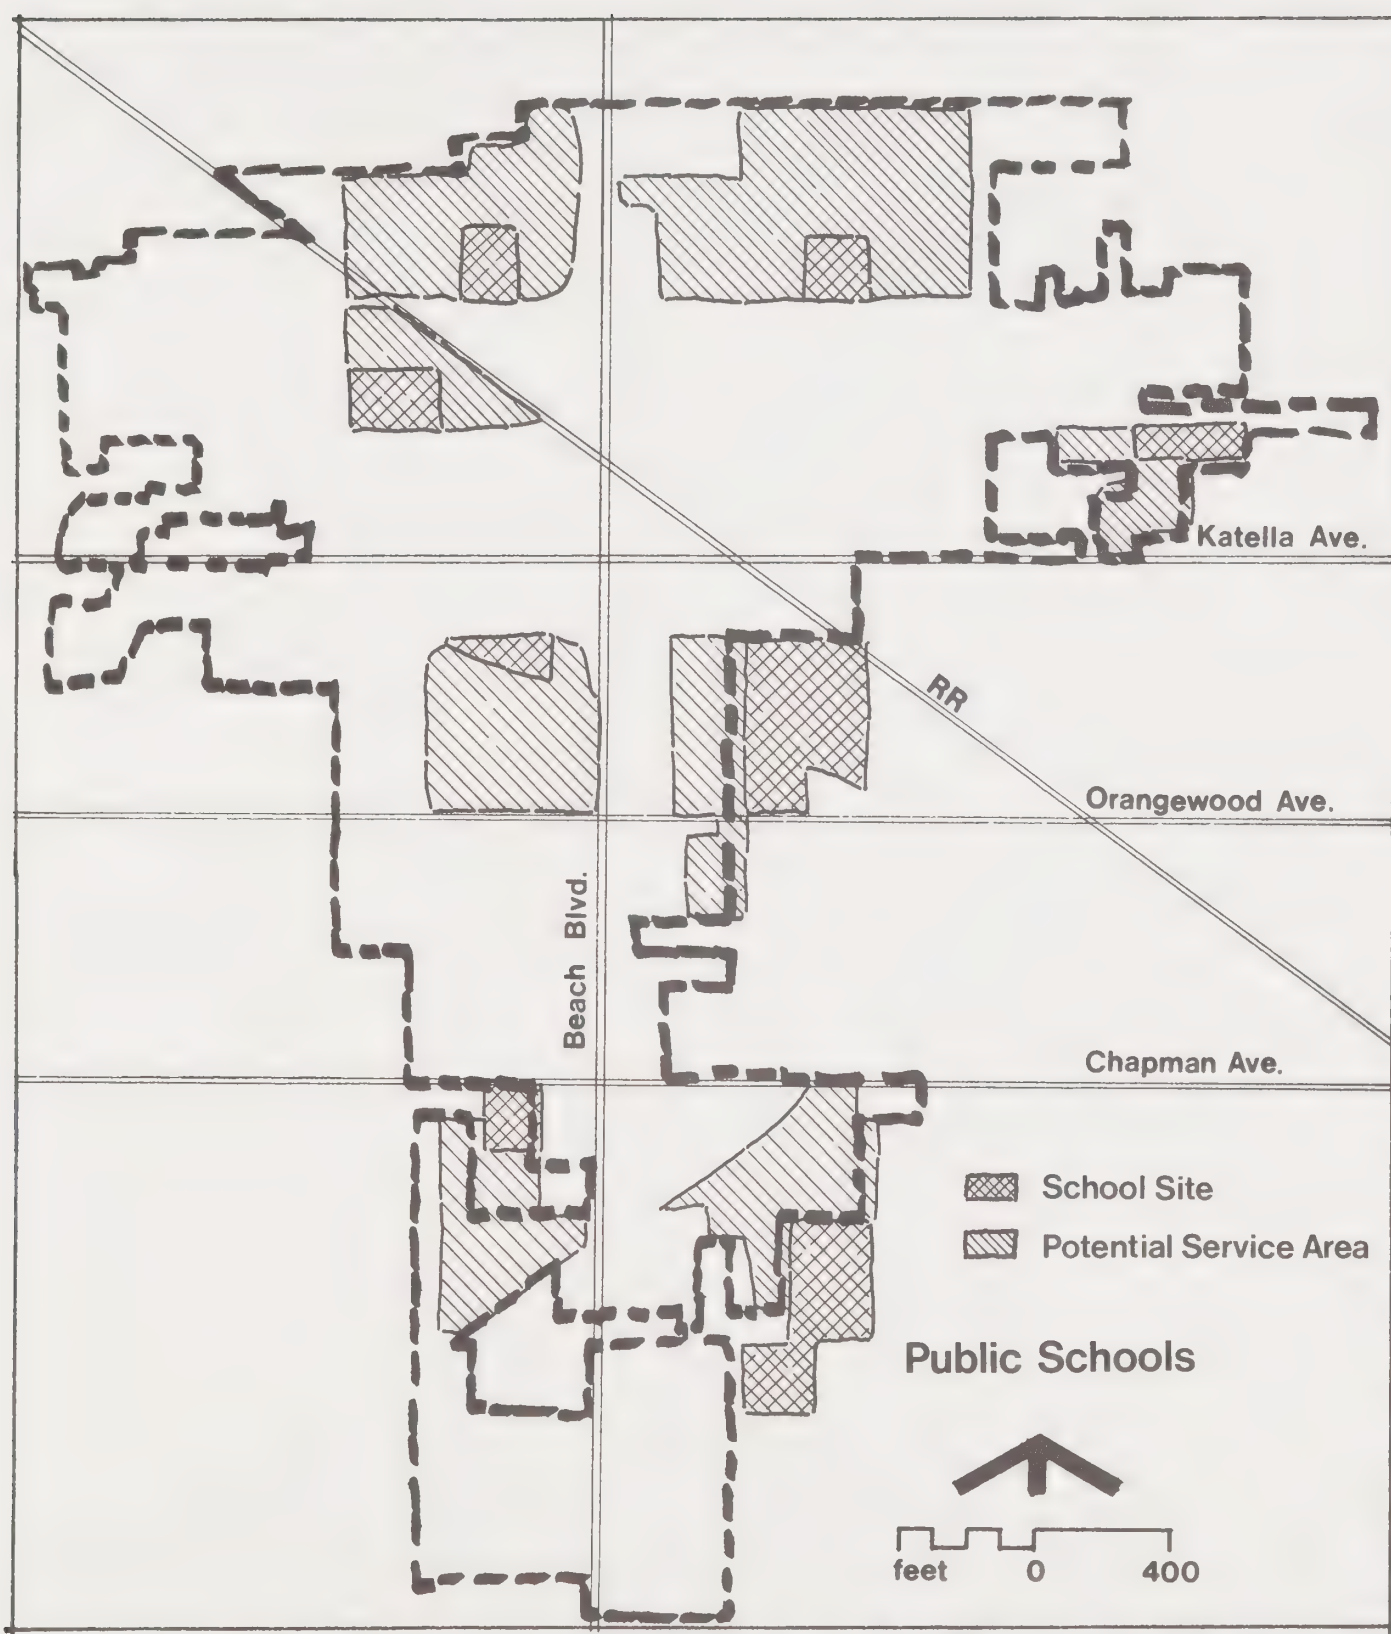 Katella Ave.
RR
Orangewood Ave.
Beach Blvd.
Chapman Ave.
School Site
Potential Service Area
Public Schools
feet 0 400